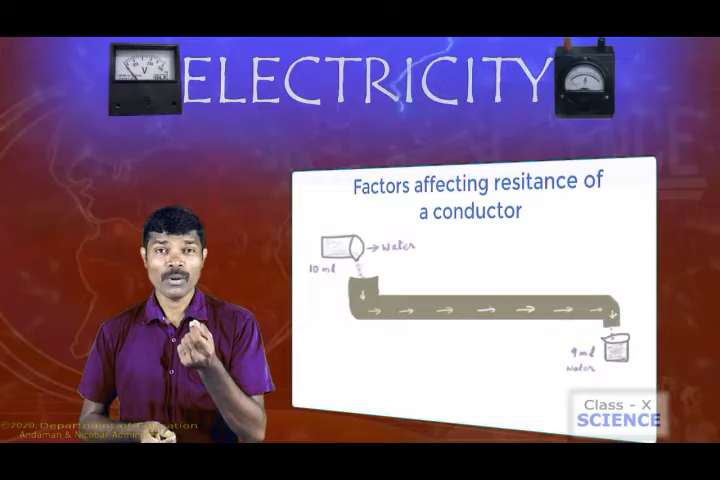 ELECTRICITY
V
Factors affecting resitance of
a conductor
Water
10 ml
9 ml
water
Class - X
SCIENCE
©2020, Department of Education
Andaman & Nicobar